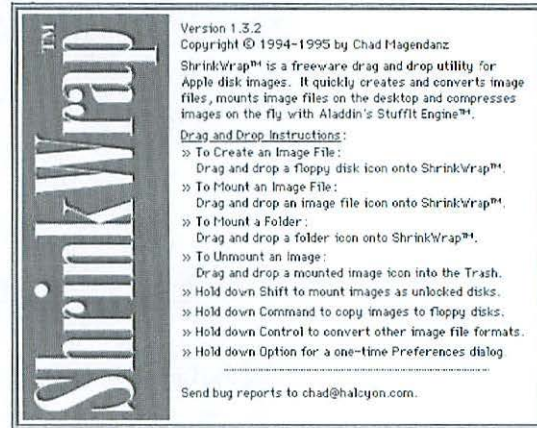 ShrinkWrap™
Version 1.3.2
Copyright © 1994-1995 by Chad Magendanz
ShrinkWrap™ is a freeware drag and drop utility for
Apple disk images. It quickly creates and converts image
files, mounts image files on the desktop and compresses
images on the fly with Aladdin's StuffIt Engine™.
Drag and Drop Instructions:
» To Create an Image File:
Drag and drop a floppy disk icon onto ShrinkWrap™.
» To Mount an Image File:
Drag and drop an image file icon onto ShrinkWrap™.
» To Mount a Folder:
Drag and drop a folder icon onto ShrinkWrap™.
» To Unmount an Image:
Drag and drop a mounted image icon into the Trash.
» Hold down Shift to mount images as unlocked disks.
» Hold down Command to copy images to floppy disks.
» Hold down Control to convert other image file formats.
» Hold down Option for a one-time Preferences dialog.
Send bug reports to chad@halcyon.com.